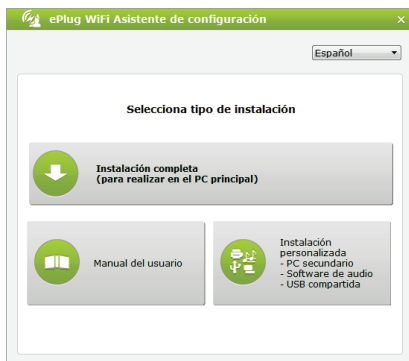 ePlug WiFi Asistente de configuración
Español
Selecciona tipo de instalación
Instalación completa
(para realizar en el PC principal)
Manual del usuario
Instalación
personalizada
- PC secundario
- Software de audio
- USB compartida